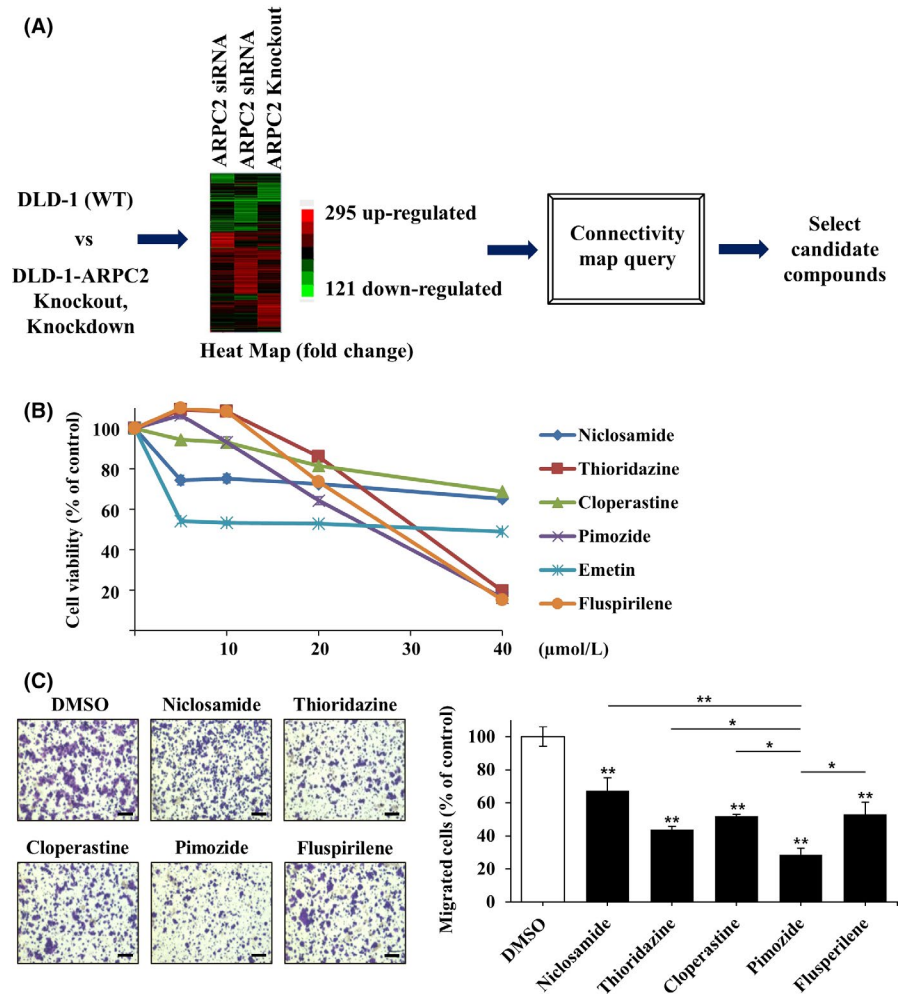 (A)
ARPC2 siRNA
ARPC2 shRNA
ARPC2 Knockout
DLD-1 (WT)
vs
DLD-1-ARPC2
Knockout,
Knockdown
295 up-regulated
121 down-regulated
Heat Map (fold change)
Connectivity
map query
Select
candidate
compounds
(B)
Cell viability (% of control)
100
80
60
40
20
10
20
30
40
(µmol/L)
Niclosamide
Thioridazine
Cloperastine
Pimozide
Emetin
Fluspirilene
(C)
DMSO
Niclosamide
Thioridazine
Cloperastine
Pimozide
Fluspirilene
Migrated cells (% of control)
100
80
60
40
20
0
**
*
*
*
**
**
**
**
**
DMSO
Niclosamide
Thioridazine
Cloperastine
Pimozide
Flusperilene